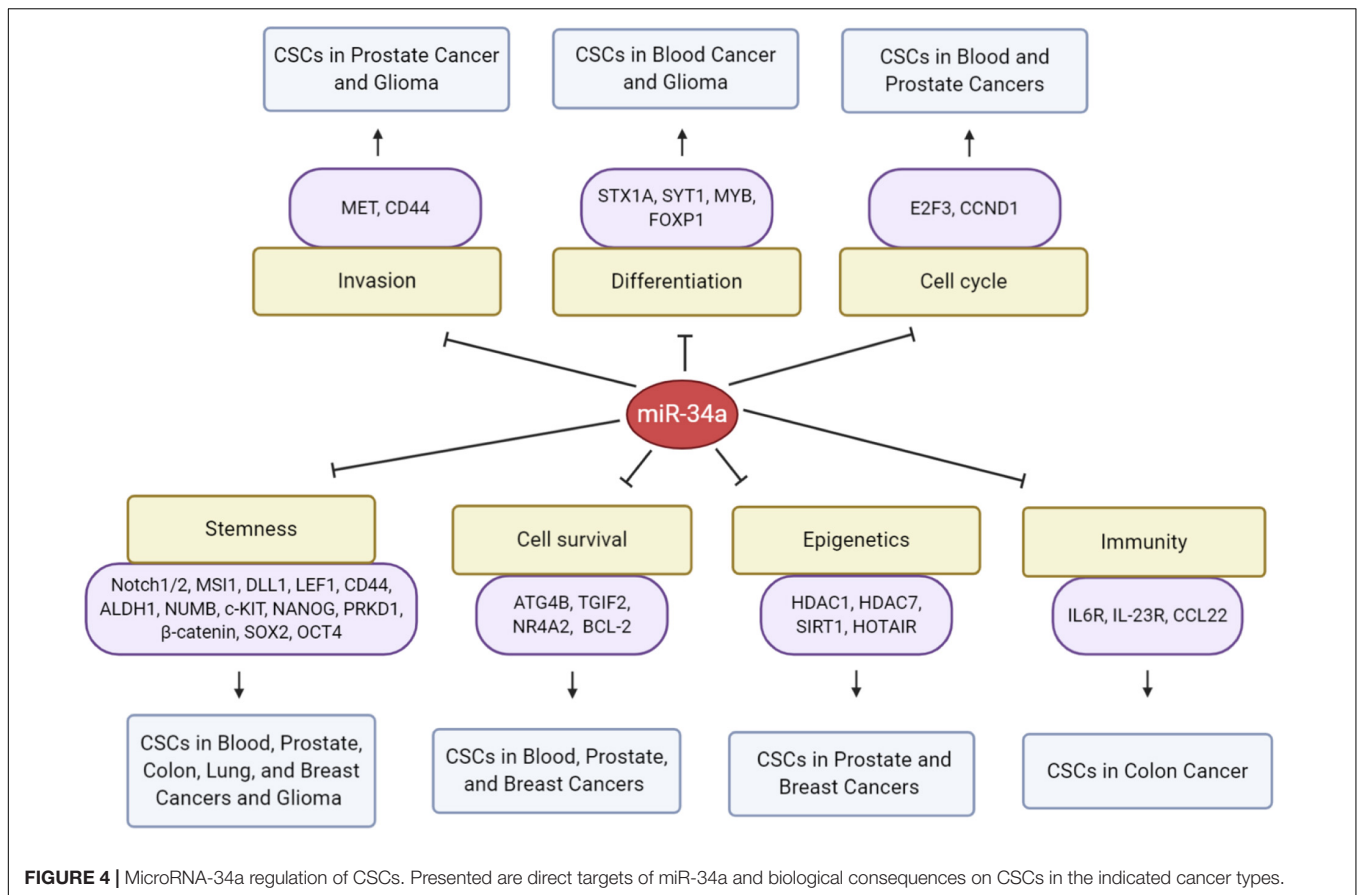 CSCs in Prostate Cancer
and Glioma
CSCs in Blood Cancer
and Glioma
CSCs in Blood and
Prostate Cancers
MET, CD44
STX1A, SYT1, MYB,
FOXP1
E2F3, CCND1
Invasion
Differentiation
Cell cycle
miR-34a
Stemness
Cell survival
Epigenetics
Immunity
Notch1/2, MSI1, DLL1, LEF1, CD44,
ALDH1, NUMB, c-KIT, NANOG, PRKD1,
β-catenin, SOX2, OCT4
ATG4B, TGIF2,
NR4A2, BCL-2
HDAC1, HDAC7,
SIRT1, HOTAIR
IL6R, IL-23R, CCL22
CSCs in Blood, Prostate,
Colon, Lung, and Breast
Cancers and Glioma
CSCs in Blood, Prostate,
and Breast Cancers
CSCs in Prostate and
Breast Cancers
CSCs in Colon Cancer
FIGURE 4 | MicroRNA-34a regulation of CSCs. Presented are direct targets of miR-34a and biological consequences on CSCs in the indicated cancer types.